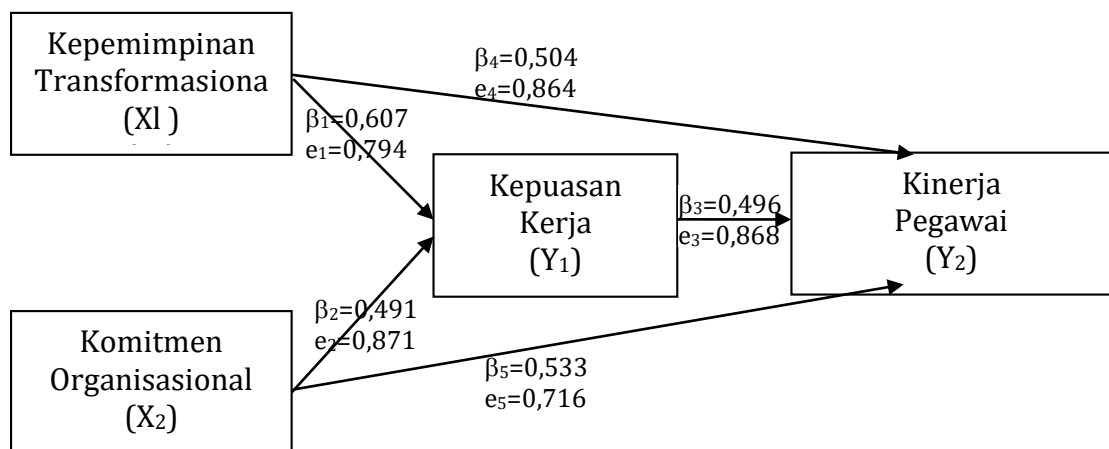 Kepemimpinan
Transformasiona
(Xl )
β₄=0,504
e₄=0,864
β₁=0,607
e₁=0,794
Kepuasan
Kerja
(Y₁)
β₃=0,496
e₃=0,868
Kinerja
Pegawai
(Y₂)
β₂=0,491
e₂=0,871
Komitmen
Organisasional
(X₂)
β₅=0,533
e₅=0,716